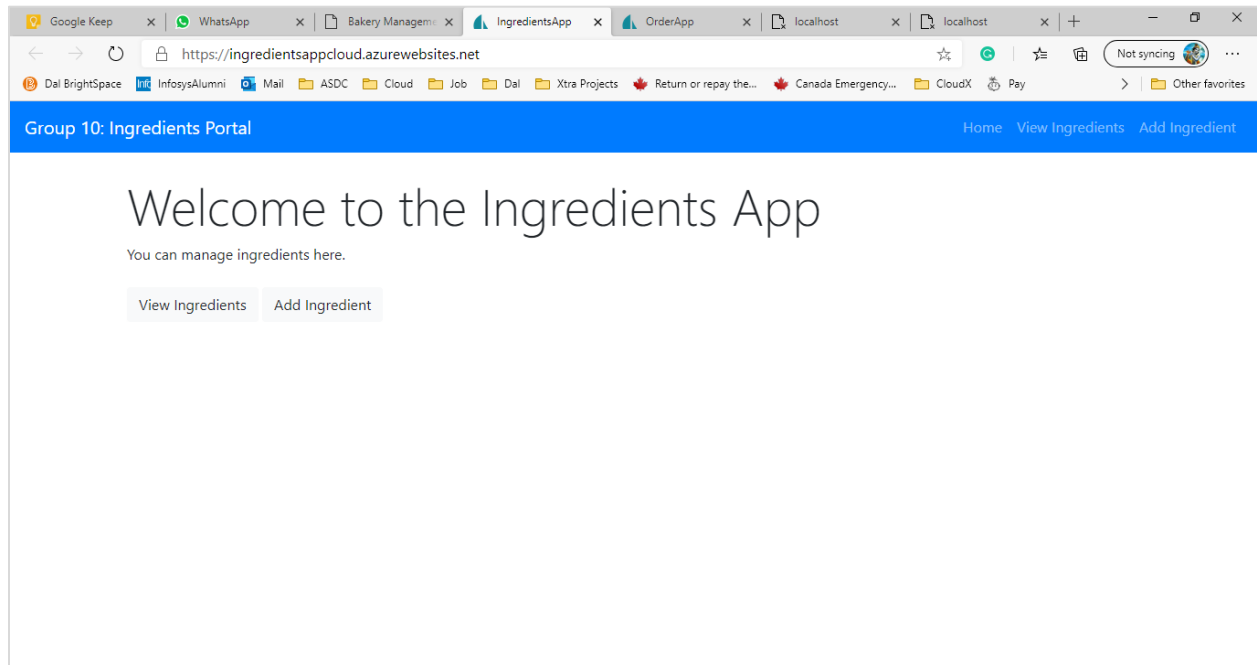 Google Keep WhatsApp Bakery Manageme IngredientsApp OrderApp localhost localhost
https://ingredientsappcloud.azurewebsites.net Not syncing
Dal BrightSpace InfosysAlumni Mail ASDC Cloud Job Dal Xtra Projects Return or repay the... Canada Emergency... CloudX Pay Other favorites
Group 10: Ingredients Portal Home View Ingredients Add Ingredient
Welcome to the Ingredients App
You can manage ingredients here.
View Ingredients Add Ingredient